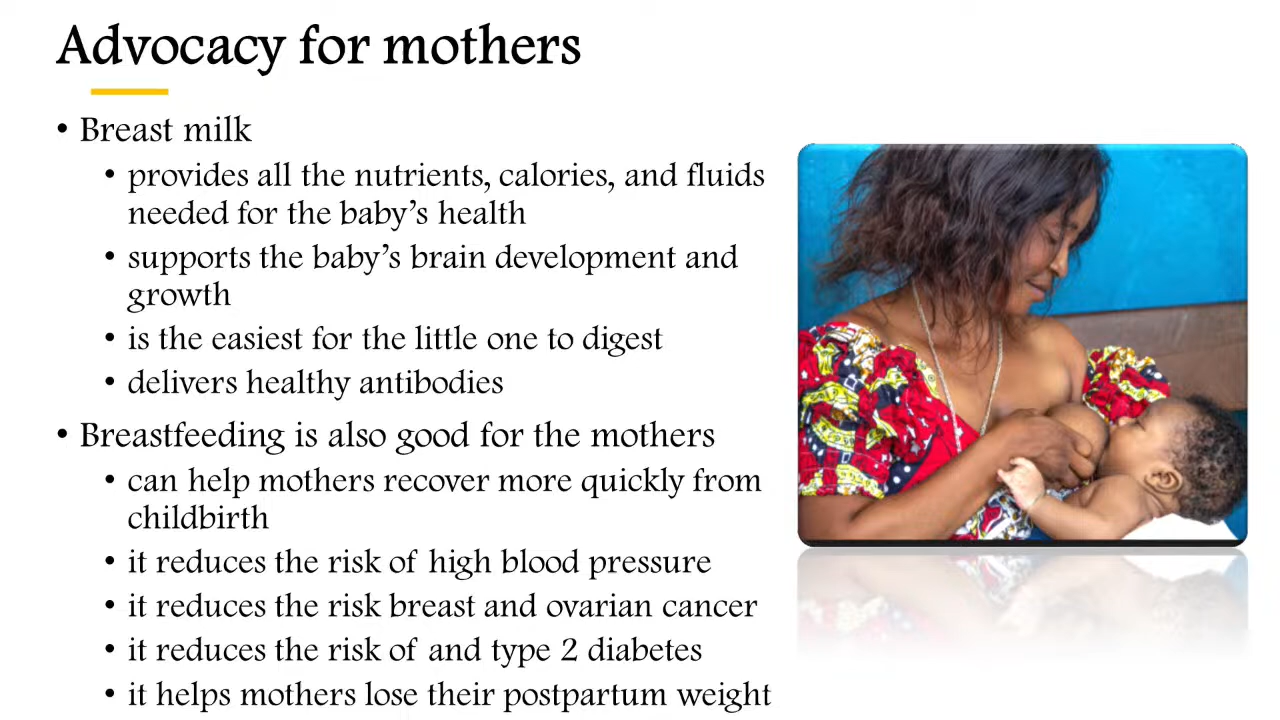 Advocacy for mothers
• Breast milk
• provides all the nutrients, calories, and fluids
needed for the baby's health
• supports the baby's brain development and
growth
• is the easiest for the little one to digest
• delivers healthy antibodies
• Breastfeeding is also good for the mothers
• can help mothers recover more quickly from
childbirth
• it reduces the risk of high blood pressure
• it reduces the risk breast and ovarian cancer
• it reduces the risk of and type 2 diabetes
• it helps mothers lose their postpartum weight